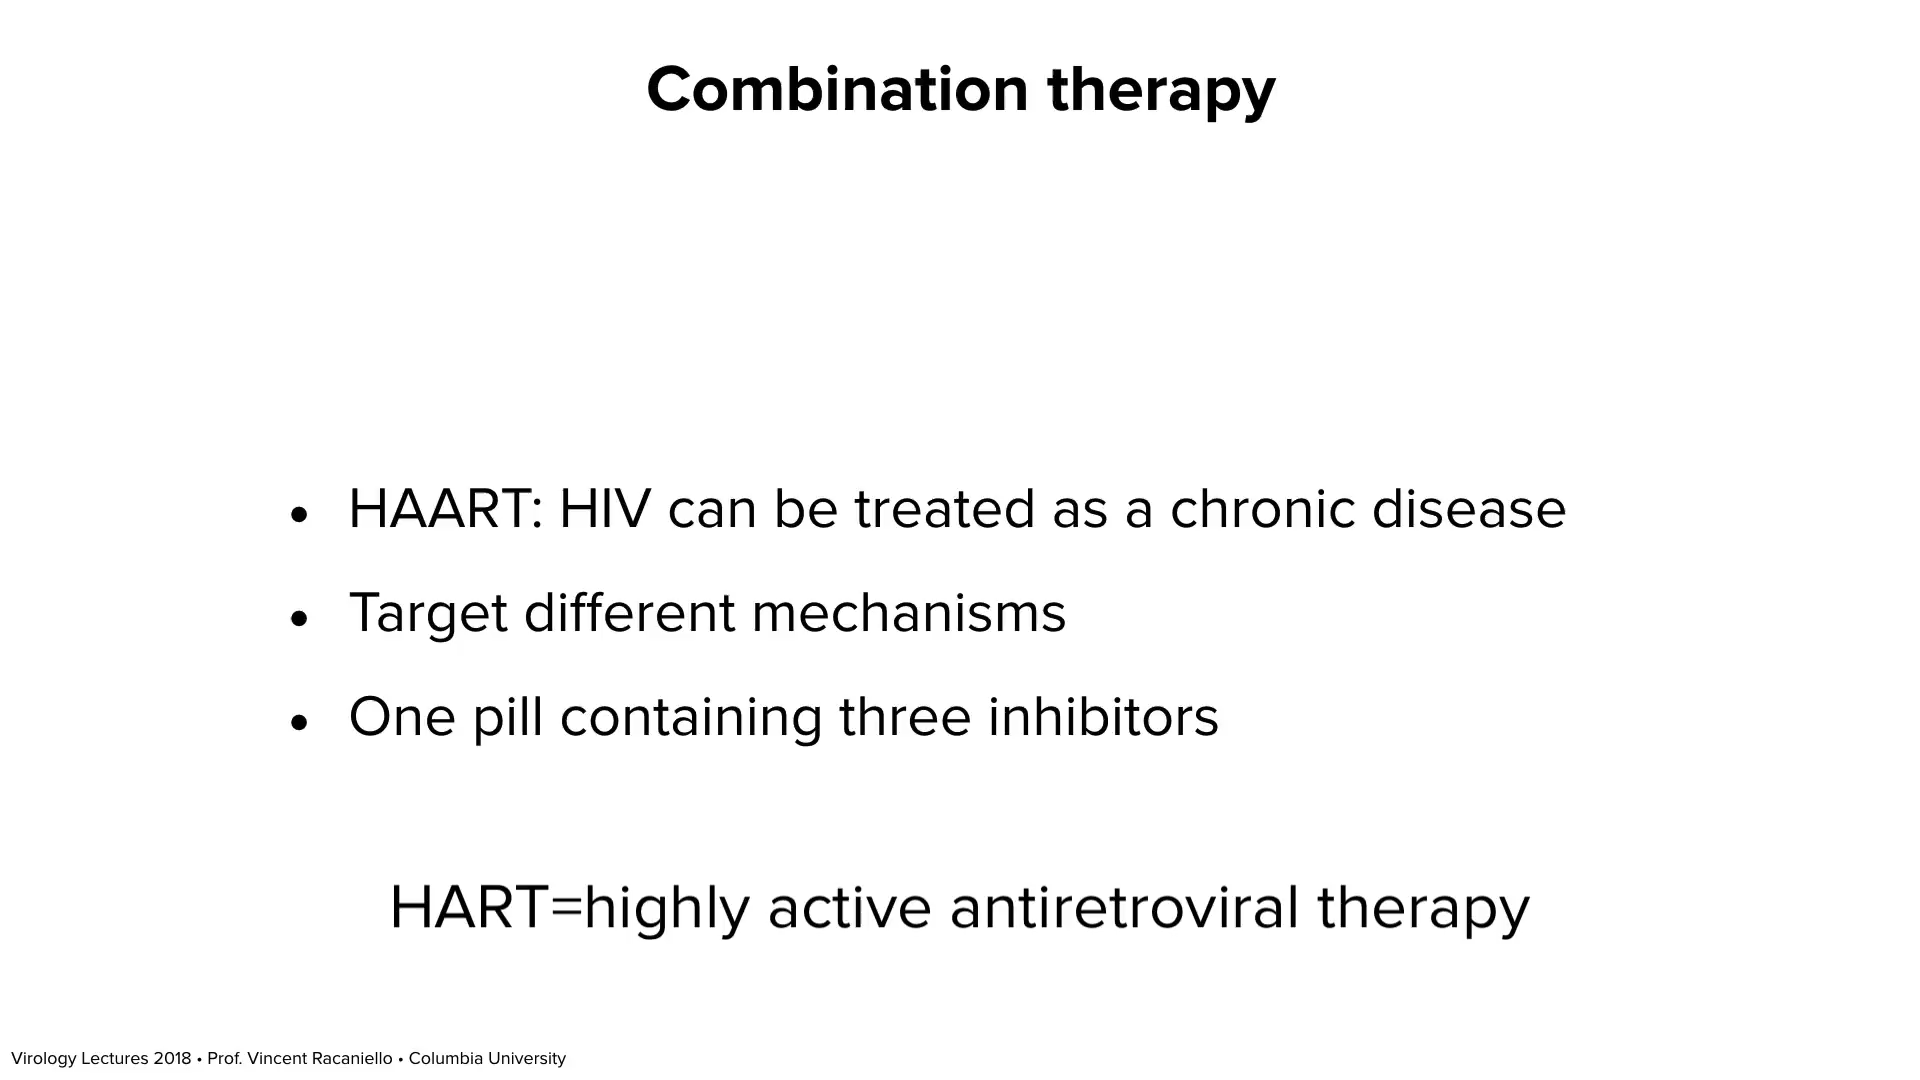 Combination therapy
• HAART: HIV can be treated as a chronic disease
• Target different mechanisms
• One pill containing three inhibitors
HART=highly active antiretroviral therapy
Virology Lectures 2018 • Prof. Vincent Racaniello • Columbia University